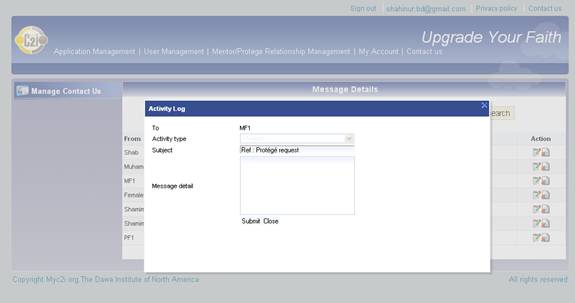 Sign out | shahinur.bd@gmail.com | Privacy policy | Contact us
C2i
Upgrade Your Faith
Application Management | User Management | Mentor/Protege Relationship Management | My Account | Contact us
Manage Contact Us
Message Details
Activity Log
X
earch
To MF1
From Action
Activity type
Shab
Subject Ref : Protégé request
Muham
MF1
Message detail
Female
Shamim
Shamim
Submit Close
PF1
Copyright Myc2i.org The Dawa Institute of North America All rights reserved